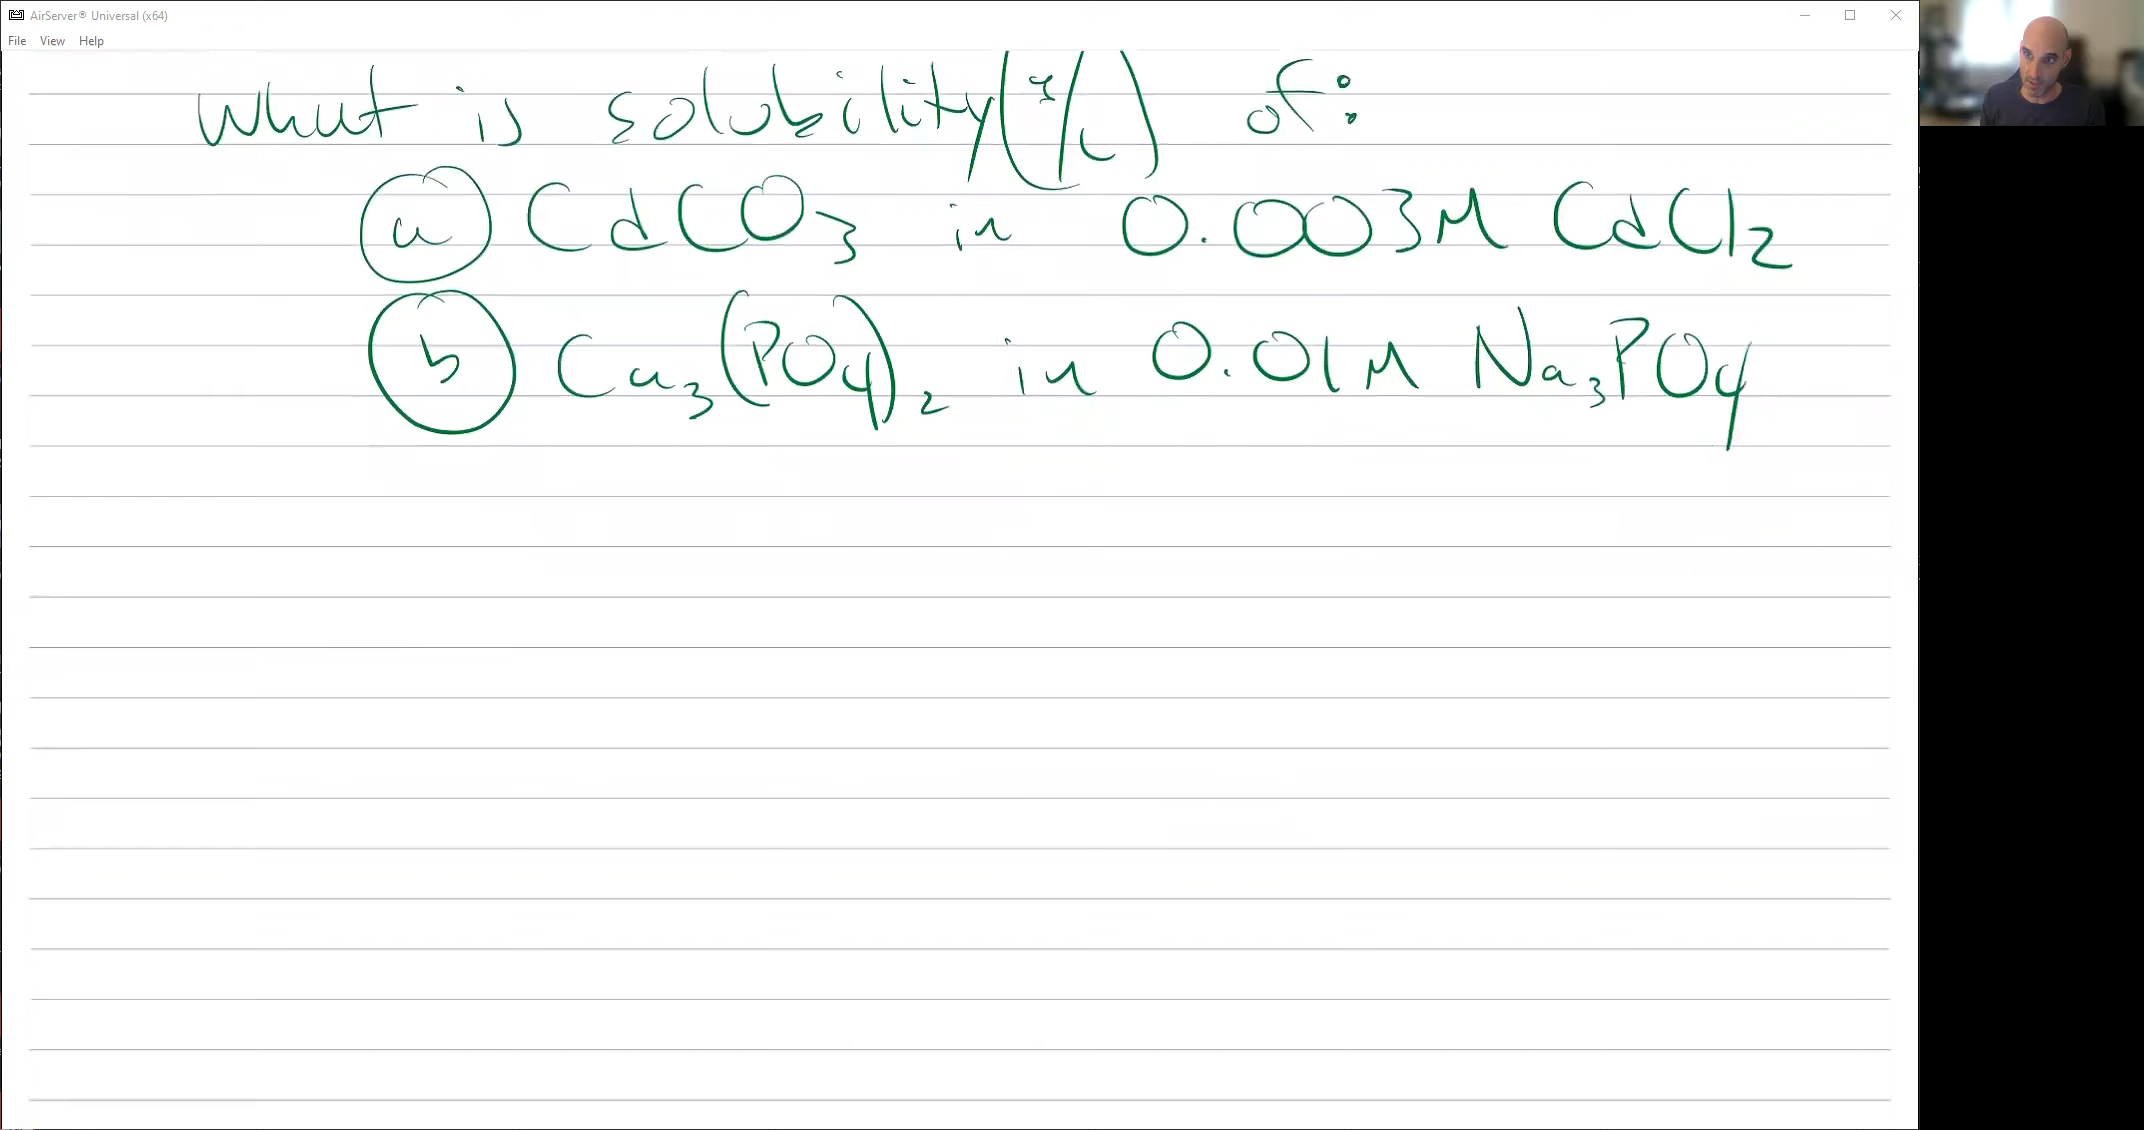 AirServer® Universal (x64)
File View Help
What is solubility (g/L) of:
a CdCO3 in 0.003M CdCl2
b Ca3(PO4)2 in 0.01M Na3PO4